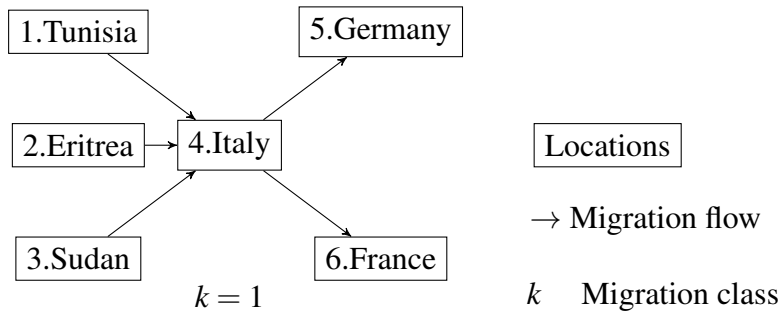 1.Tunisia
5.Germany
2.Eritrea
4.Italy
Locations
→ Migration flow
3.Sudan
6.France
k = 1
k Migration class